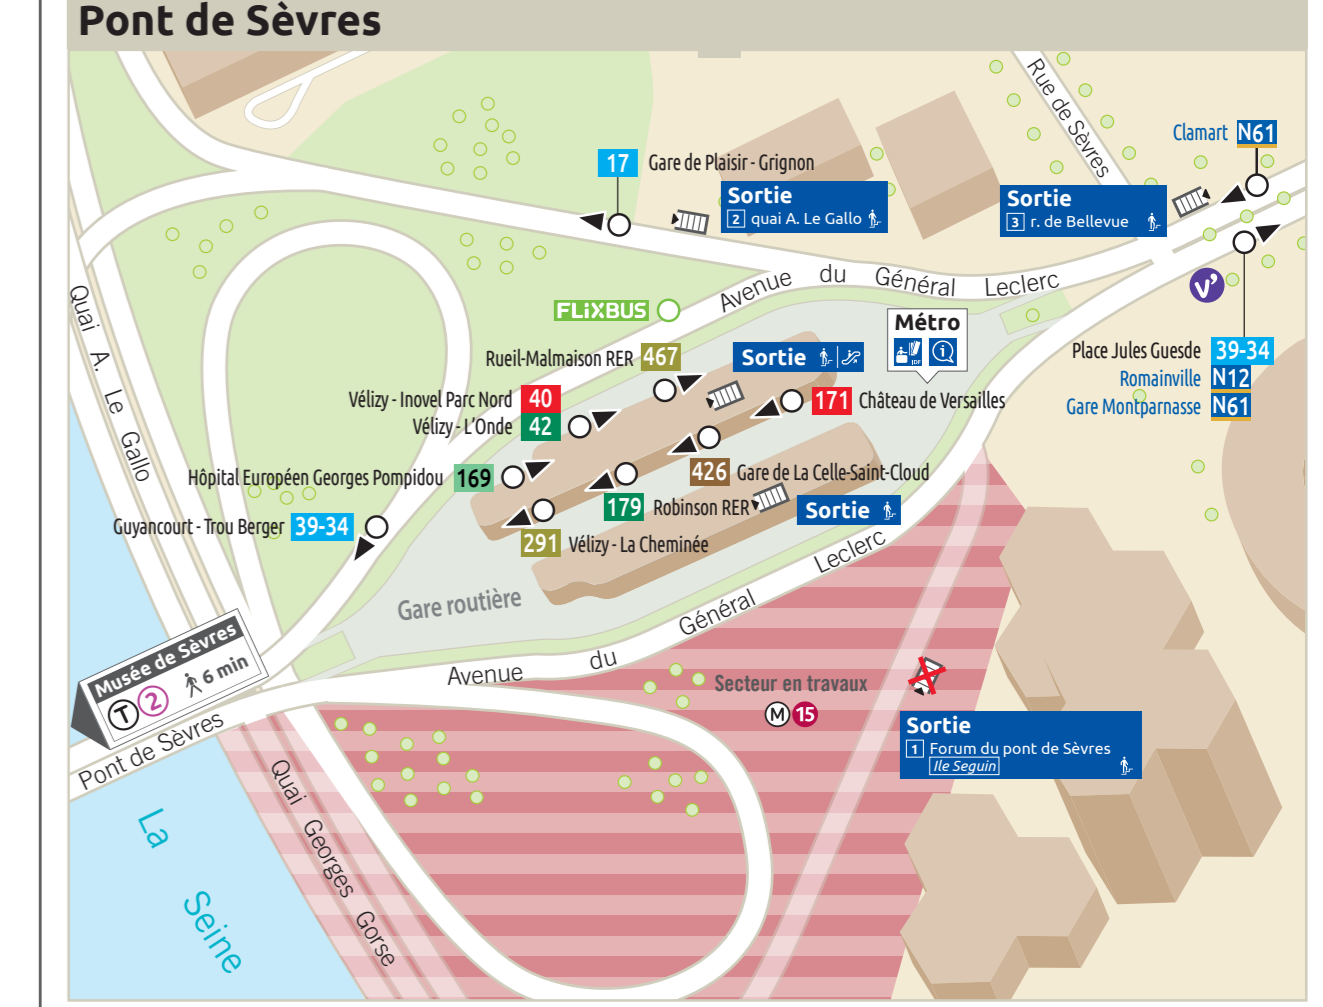 Pont de Sèvres
Rue de Sèvres
Clamart N61
17 Gare de Plaisir - Grignon
Sortie
2 quai A. Le Gallo
Sortie
3 r. de Bellevue
Quai A. Le Gallo
Avenue du Général Leclerc
FLiXBUS
V'
Métro
IDF
i
Rueil-Malmaison RER 467
Sortie
Place Jules Guesde 39-34
Romainville N12
Gare Montparnasse N61
Vélizy - Inovel Parc Nord 40
Vélizy - L'Onde 42
171 Château de Versailles
Hôpital Européen Georges Pompidou 169
426 Gare de La Celle-Saint-Cloud
Guyancourt - Trou Berger 39-34
179 Robinson RER
Sortie
291 Vélizy - La Cheminée
Gare routière
Avenue du Général Leclerc
Musée de Sèvres
T 2 6 min
Pont de Sèvres
Secteur en travaux
M 15
Sortie
1 Forum du pont de Sèvres
Ile Seguin
Quai Georges Gorse
La Seine